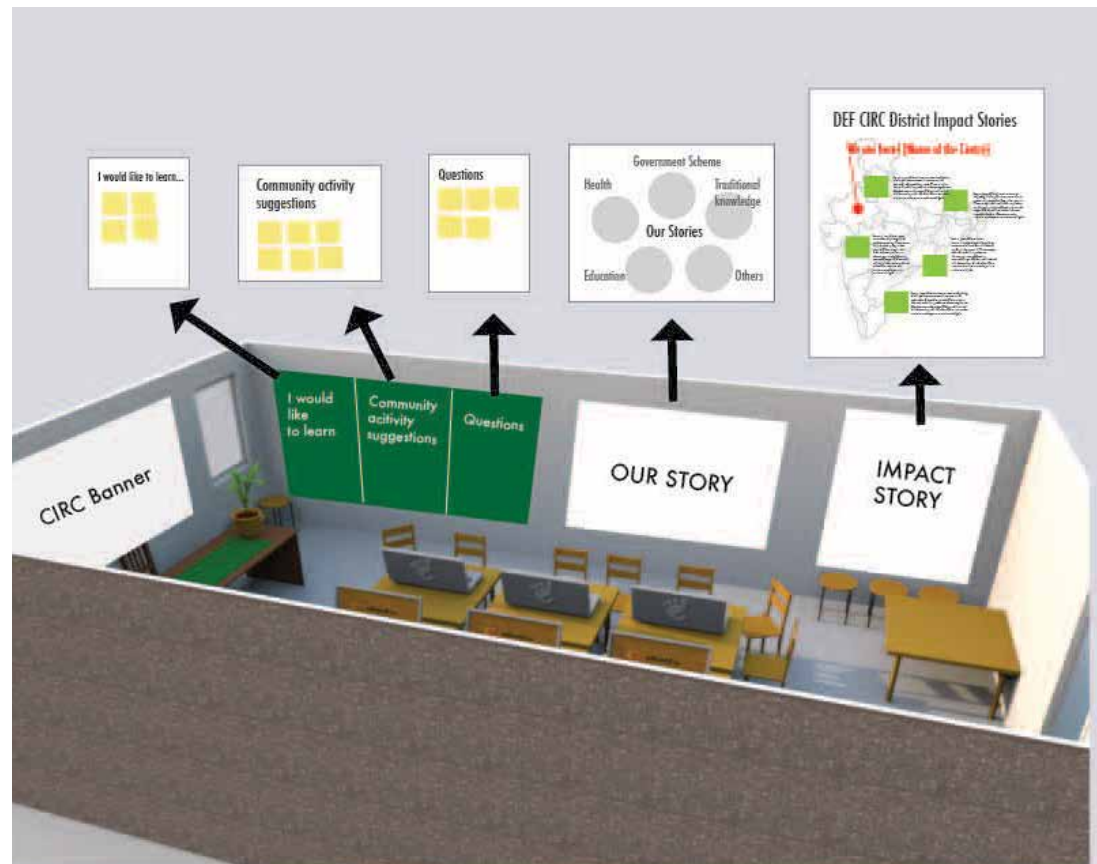 I would like to learn...
Community activity
suggestions
Questions
Government Scheme
Health
Traditional
knowledge
Our Stories
Education
Others
DEF CIRC District Impact Stories
We are here! (Name of the Centre)
CIRC Banner
I would
like
to learn
Community
acitivity
suggestions
Questions
OUR STORY
IMPACT
STORY